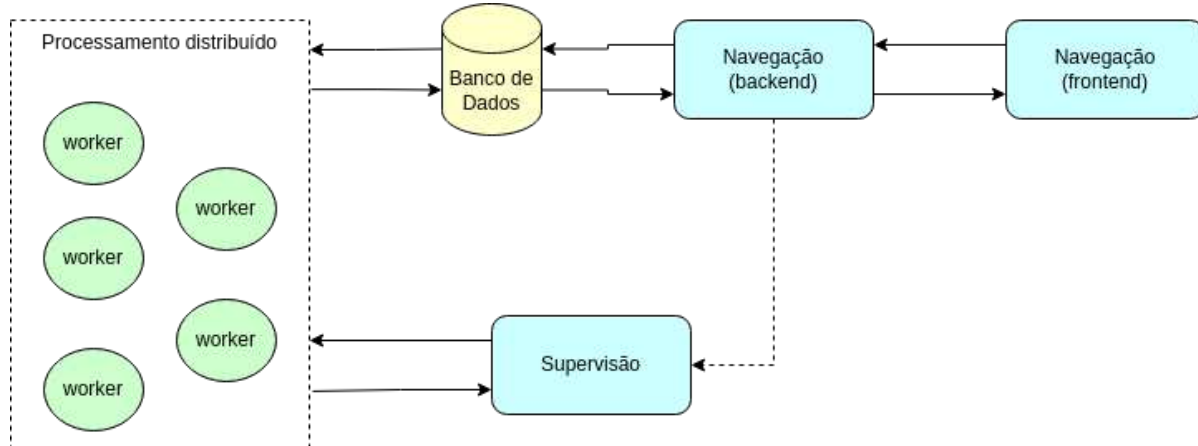 Processamento distribuído
Banco de
Dados
Navegação
(backend)
Navegação
(frontend)
worker
worker
worker
worker
worker
Supervisão